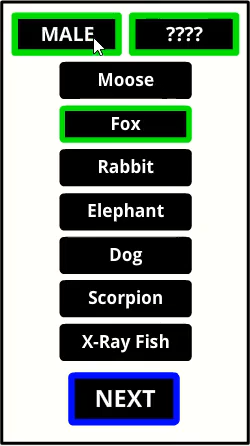 MALE ????
Moose
Fox
Rabbit
Elephant
Dog
Scorpion
X-Ray Fish
NEXT